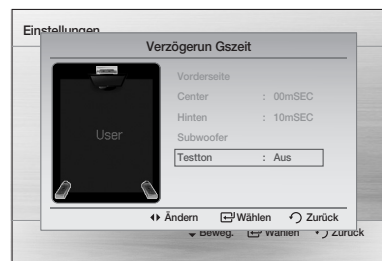 Einstellungen
Verzögerun Gszeit
User
Vorderseite
Center : 00mSEC
Hinten : 10mSEC
Subwoofer
Testton : Aus
Ändern Wählen Zurück
Beweg. Wählen Zurück